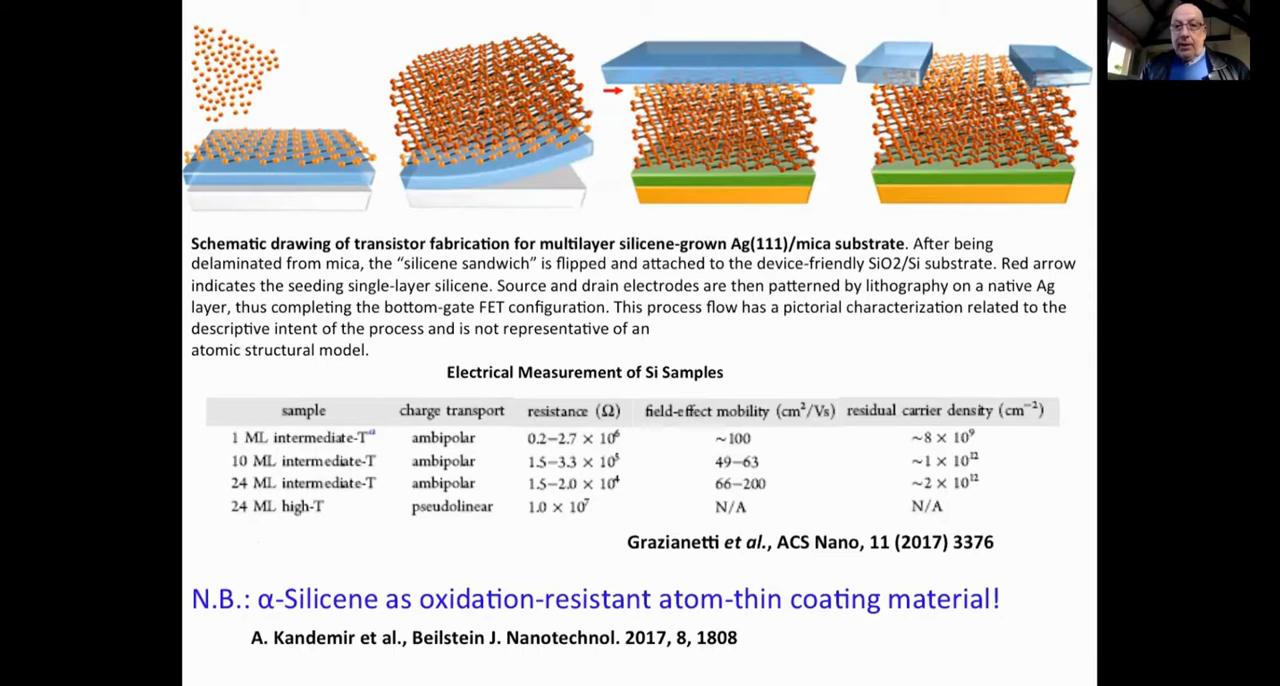 Schematic drawing of transistor fabrication for multilayer silicene-grown Ag(111)/mica substrate. After being
delaminated from mica, the “silicene sandwich” is flipped and attached to the device-friendly SiO2/Si substrate. Red arrow
indicates the seeding single-layer silicene. Source and drain electrodes are then patterned by lithography on a native Ag
layer, thus completing the bottom-gate FET configuration. This process flow has a pictorial characterization related to the
descriptive intent of the process and is not representative of an
atomic structural model.
Electrical Measurement of Si Samples
sample charge transport resistance (Ω) field-effect mobility (cm²/Vs) residual carrier density (cm⁻²)
1 ML intermediate-Tᵃ ambipolar 0.2–2.7 × 10⁶ ~100 ~8 × 10⁹
10 ML intermediate-T ambipolar 1.5–3.3 × 10⁵ 49–63 ~1 × 10¹²
24 ML intermediate-T ambipolar 1.5–2.0 × 10⁴ 66–200 ~2 × 10¹²
24 ML high-T pseudolinear 1.0 × 10⁷ N/A N/A
Grazianetti et al., ACS Nano, 11 (2017) 3376
N.B.: α-Silicene as oxidation-resistant atom-thin coating material!
A. Kandemir et al., Beilstein J. Nanotechnol. 2017, 8, 1808